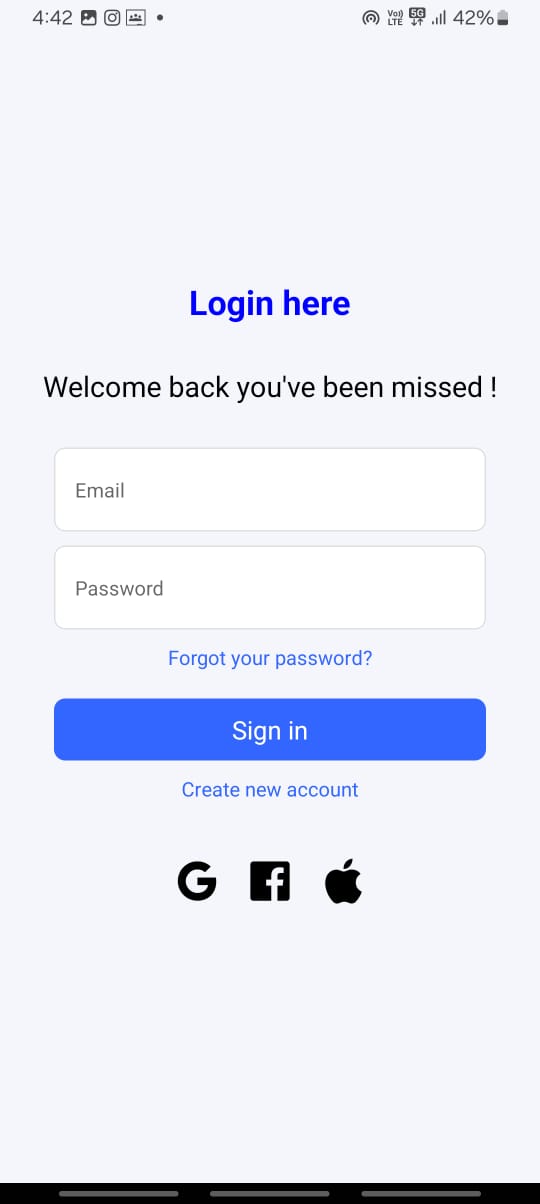 4:42
Vo)) LTE 5G 42%
Login here
Welcome back you've been missed !
Email
Password
Forgot your password?
Sign in
Create new account